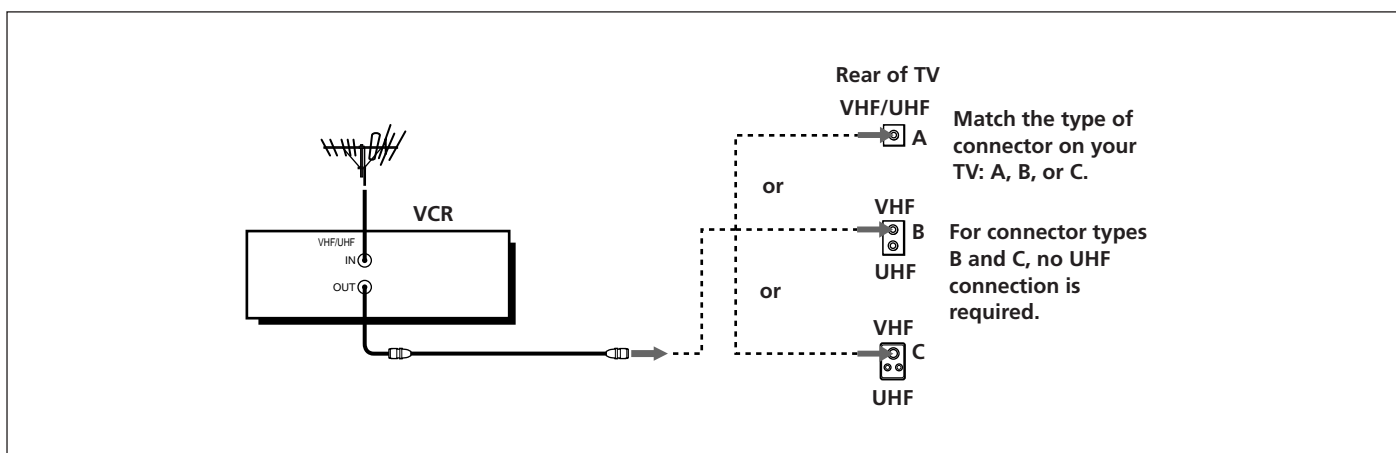 Rear of TV
VHF/UHF
A
Match the type of
connector on your
TV: A, B, or C.
or
VCR
VHF
B
UHF
For connector types
B and C, no UHF
connection is
required.
VHF/UHF
IN
OUT
or
VHF
C
UHF